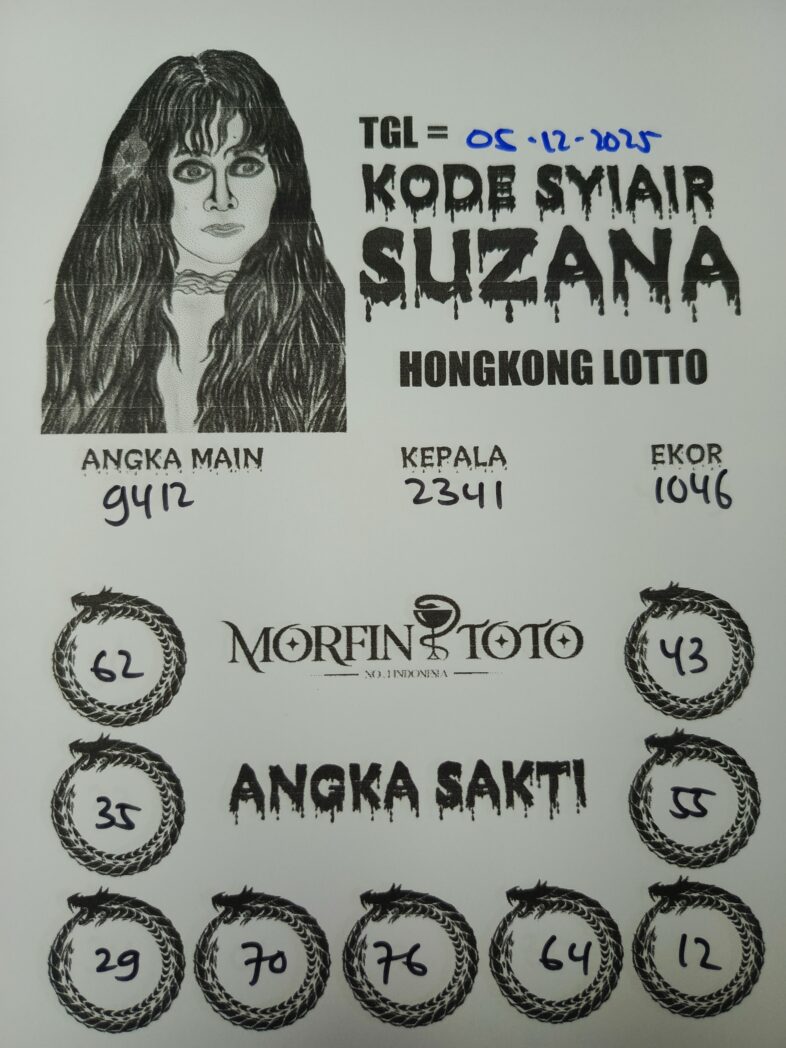 TGL = 05-12-2025
KODE SYIAIR
SUZANA
HONGKONG LOTTO
ANGKA MAIN KEPALA EKOR
9412 2341 1046
62 MORFIN TOTO 43
NO.1 INDONESIA
35 ANGKA SAKTI 55
29 70 76 64 12